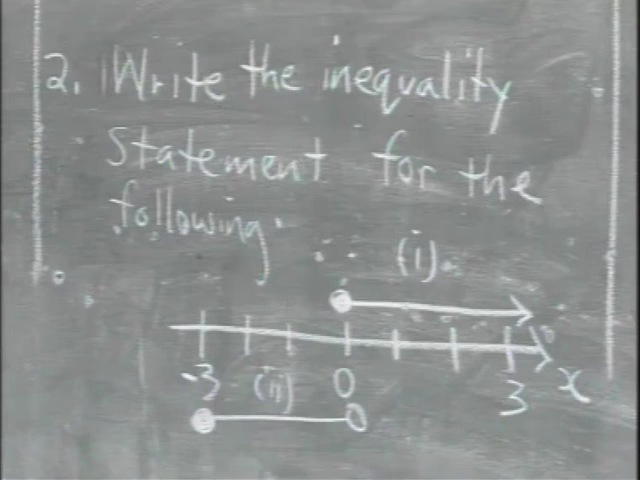 2. Write the inequality
Statement for the
following.
(i)
-3 (ii) 0 3 x